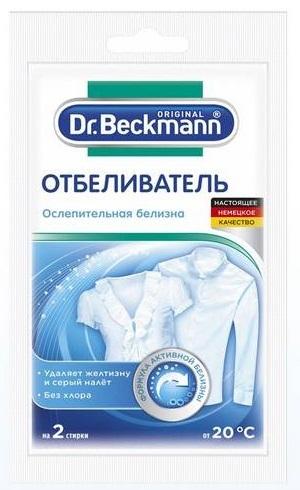 ORIGINAL
Dr.Beckmann
ОТБЕЛИВАТЕЛЬ
Ослепительная белизна
НАСТОЯЩЕЕ
НЕМЕЦКОЕ
КАЧЕСТВО
• Удаляет желтизну
и серый налёт
• Без хлора
ФОРМУЛА АКТИВНОЙ БЕЛИЗНЫ
на 2 стирки
от 20°C